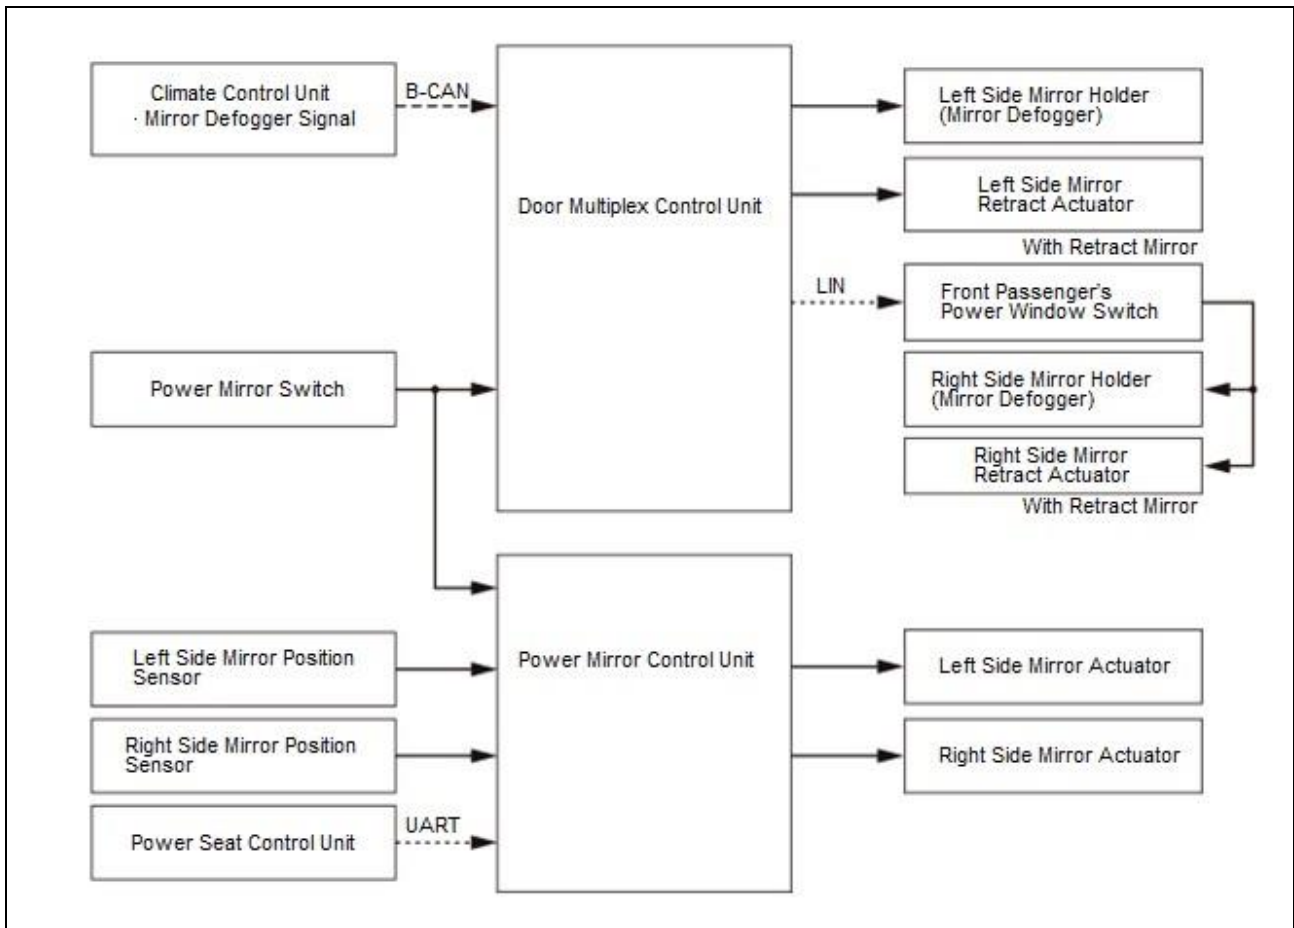 Climate Control Unit
· Mirror Defogger Signal
B-CAN
Door Multiplex Control Unit
Left Side Mirror Holder
(Mirror Defogger)
Left Side Mirror
Retract Actuator
With Retract Mirror
LIN
Front Passenger's
Power Window Switch
Power Mirror Switch
Right Side Mirror Holder
(Mirror Defogger)
Right Side Mirror
Retract Actuator
With Retract Mirror
Left Side Mirror Position
Sensor
Right Side Mirror Position
Sensor
Power Seat Control Unit
UART
Power Mirror Control Unit
Left Side Mirror Actuator
Right Side Mirror Actuator